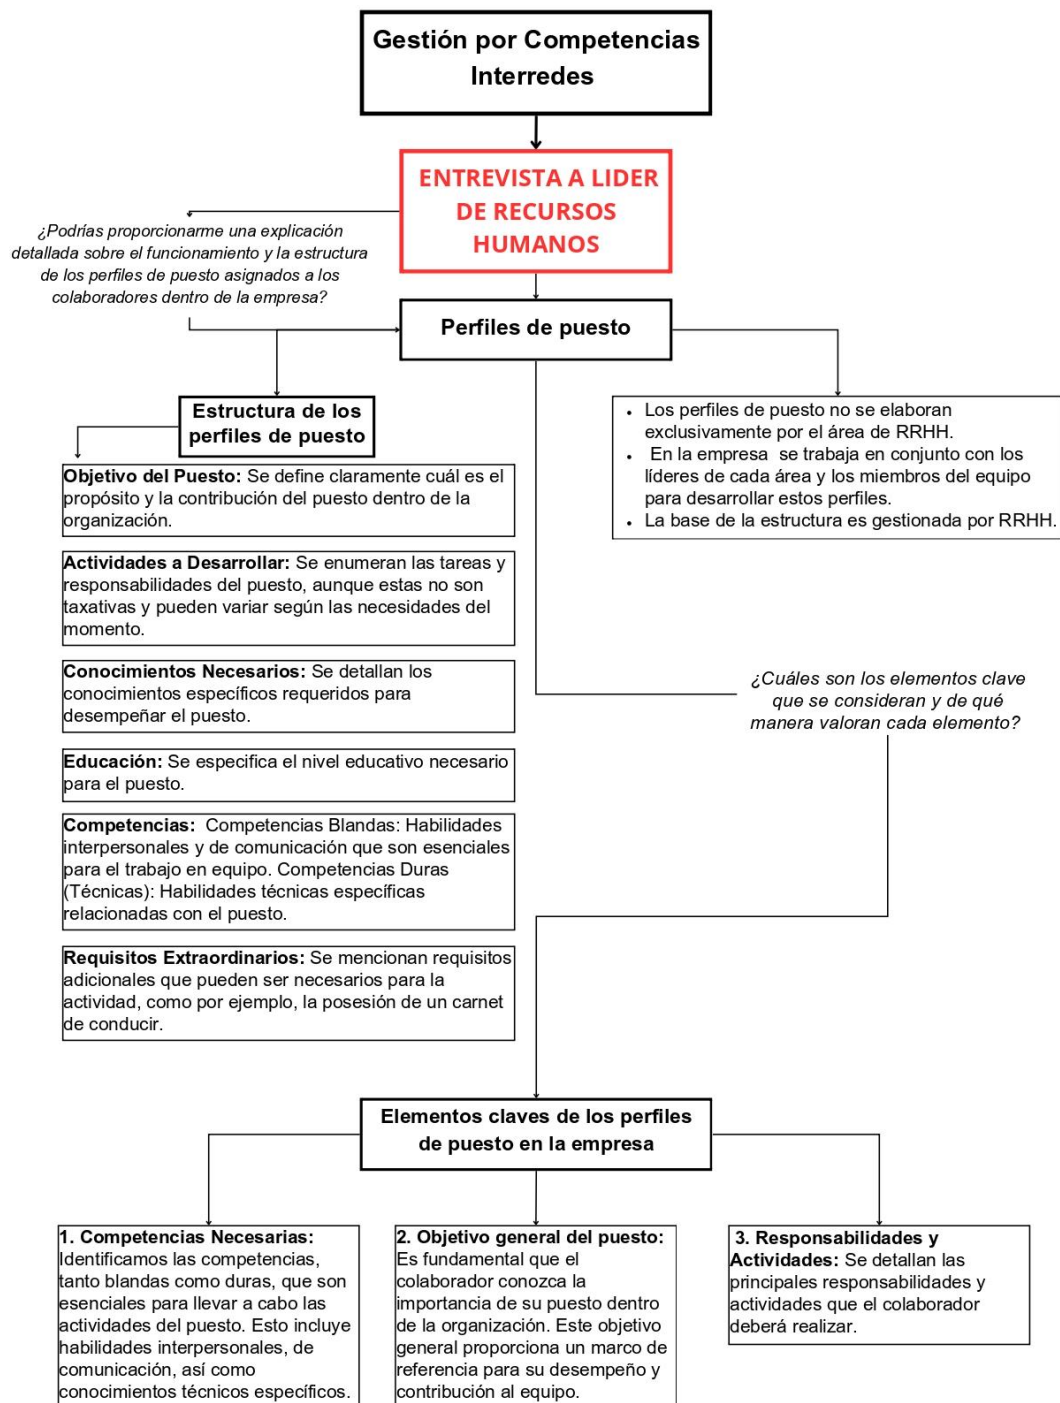 Gestión por Competencias
Interredes
ENTREVISTA A LIDER
DE RECURSOS
HUMANOS
¿Podrías proporcionarme una explicación
detallada sobre el funcionamiento y la estructura
de los perfiles de puesto asignados a los
colaboradores dentro de la empresa?
Perfiles de puesto
Estructura de los
perfiles de puesto
• Los perfiles de puesto no se elaboran
exclusivamente por el área de RRHH.
• En la empresa se trabaja en conjunto con los
líderes de cada área y los miembros del equipo
para desarrollar estos perfiles.
• La base de la estructura es gestionada por RRHH.
Objetivo del Puesto: Se define claramente cuál es el
propósito y la contribución del puesto dentro de la
organización.
Actividades a Desarrollar: Se enumeran las tareas y
responsabilidades del puesto, aunque estas no son
taxativas y pueden variar según las necesidades del
momento.
Conocimientos Necesarios: Se detallan los
conocimientos específicos requeridos para
desempeñar el puesto.
Educación: Se especifica el nivel educativo necesario
para el puesto.
Competencias: Competencias Blandas: Habilidades
interpersonales y de comunicación que son esenciales
para el trabajo en equipo. Competencias Duras
(Técnicas): Habilidades técnicas específicas
relacionadas con el puesto.
Requisitos Extraordinarios: Se mencionan requisitos
adicionales que pueden ser necesarios para la
actividad, como por ejemplo, la posesión de un carnet
de conducir.
¿Cuáles son los elementos clave
que se consideran y de qué
manera valoran cada elemento?
Elementos claves de los perfiles
de puesto en la empresa
1. Competencias Necesarias:
Identificamos las competencias,
tanto blandas como duras, que son
esenciales para llevar a cabo las
actividades del puesto. Esto incluye
habilidades interpersonales, de
comunicación, así como
conocimientos técnicos específicos.
2. Objetivo general del puesto:
Es fundamental que el
colaborador conozca la
importancia de su puesto dentro
de la organización. Este objetivo
general proporciona un marco de
referencia para su desempeño y
contribución al equipo.
3. Responsabilidades y
Actividades: Se detallan las
principales responsabilidades y
actividades que el colaborador
deberá realizar.